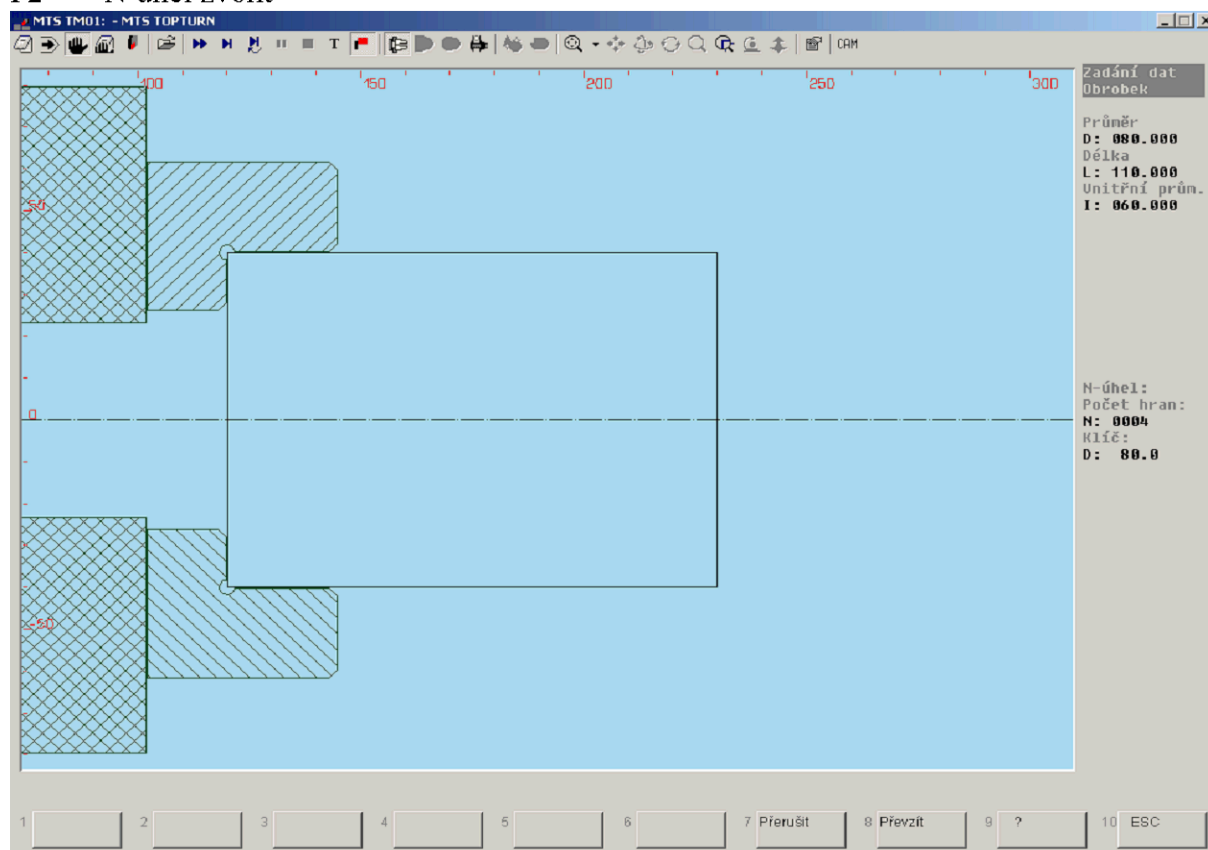 MTS TM01: - MTS TOPTURN
T
CAM
100 150 200 250 300
Zadání dat
Obrobek
Průměr
D: 080.000
Délka
L: 110.000
Unitřní prům.
I: 060.000
50
0
N-úhel:
Počet hran:
N: 0004
Klíč:
D: 80.0
-50
1 2 3 4 5 6 7 Přerušit 8 Převzít 9 ? 10 ESC